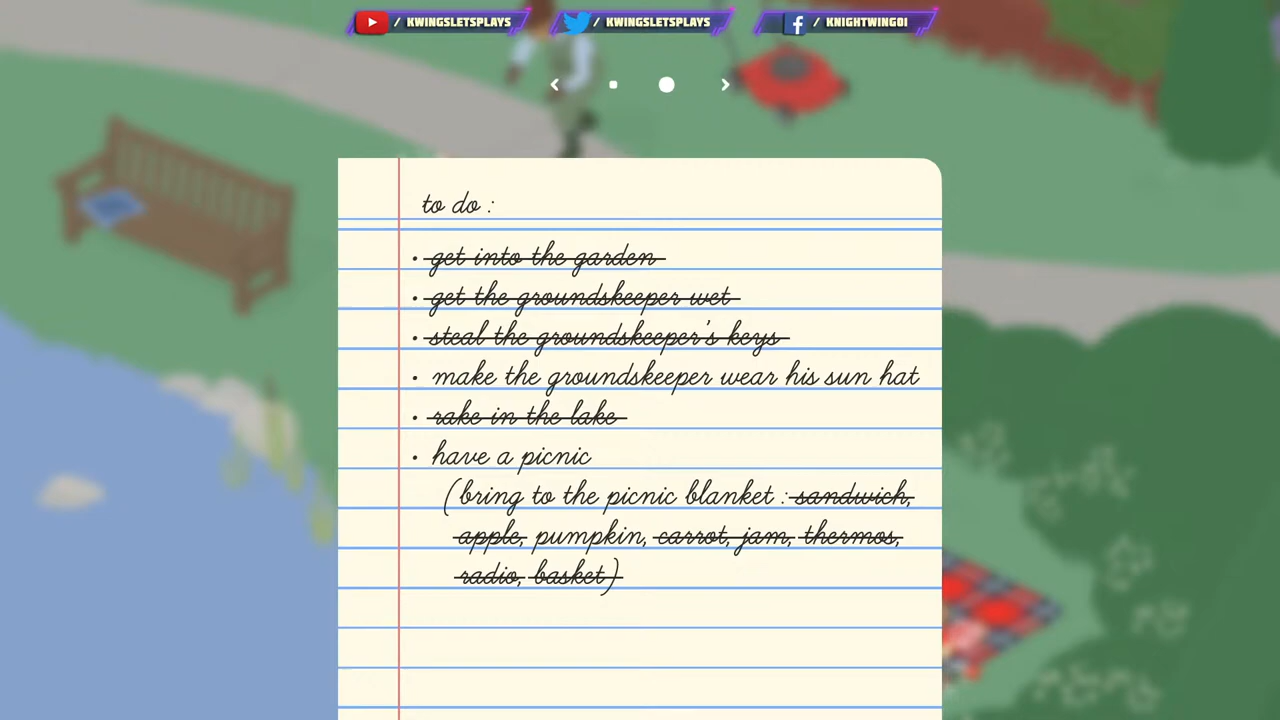 / KWINGSLETSPLAYS / KWINGSLETSPLAYS / KNIGHTWING01
to do :
• get into the garden
• get the groundskeeper wet
• steal the groundskeeper's keys
• make the groundskeeper wear his sun hat
• rake in the lake
• have a picnic
(bring to the picnic blanket : sandwich,
apple, pumpkin, carrot, jam, thermos,
radio, basket)